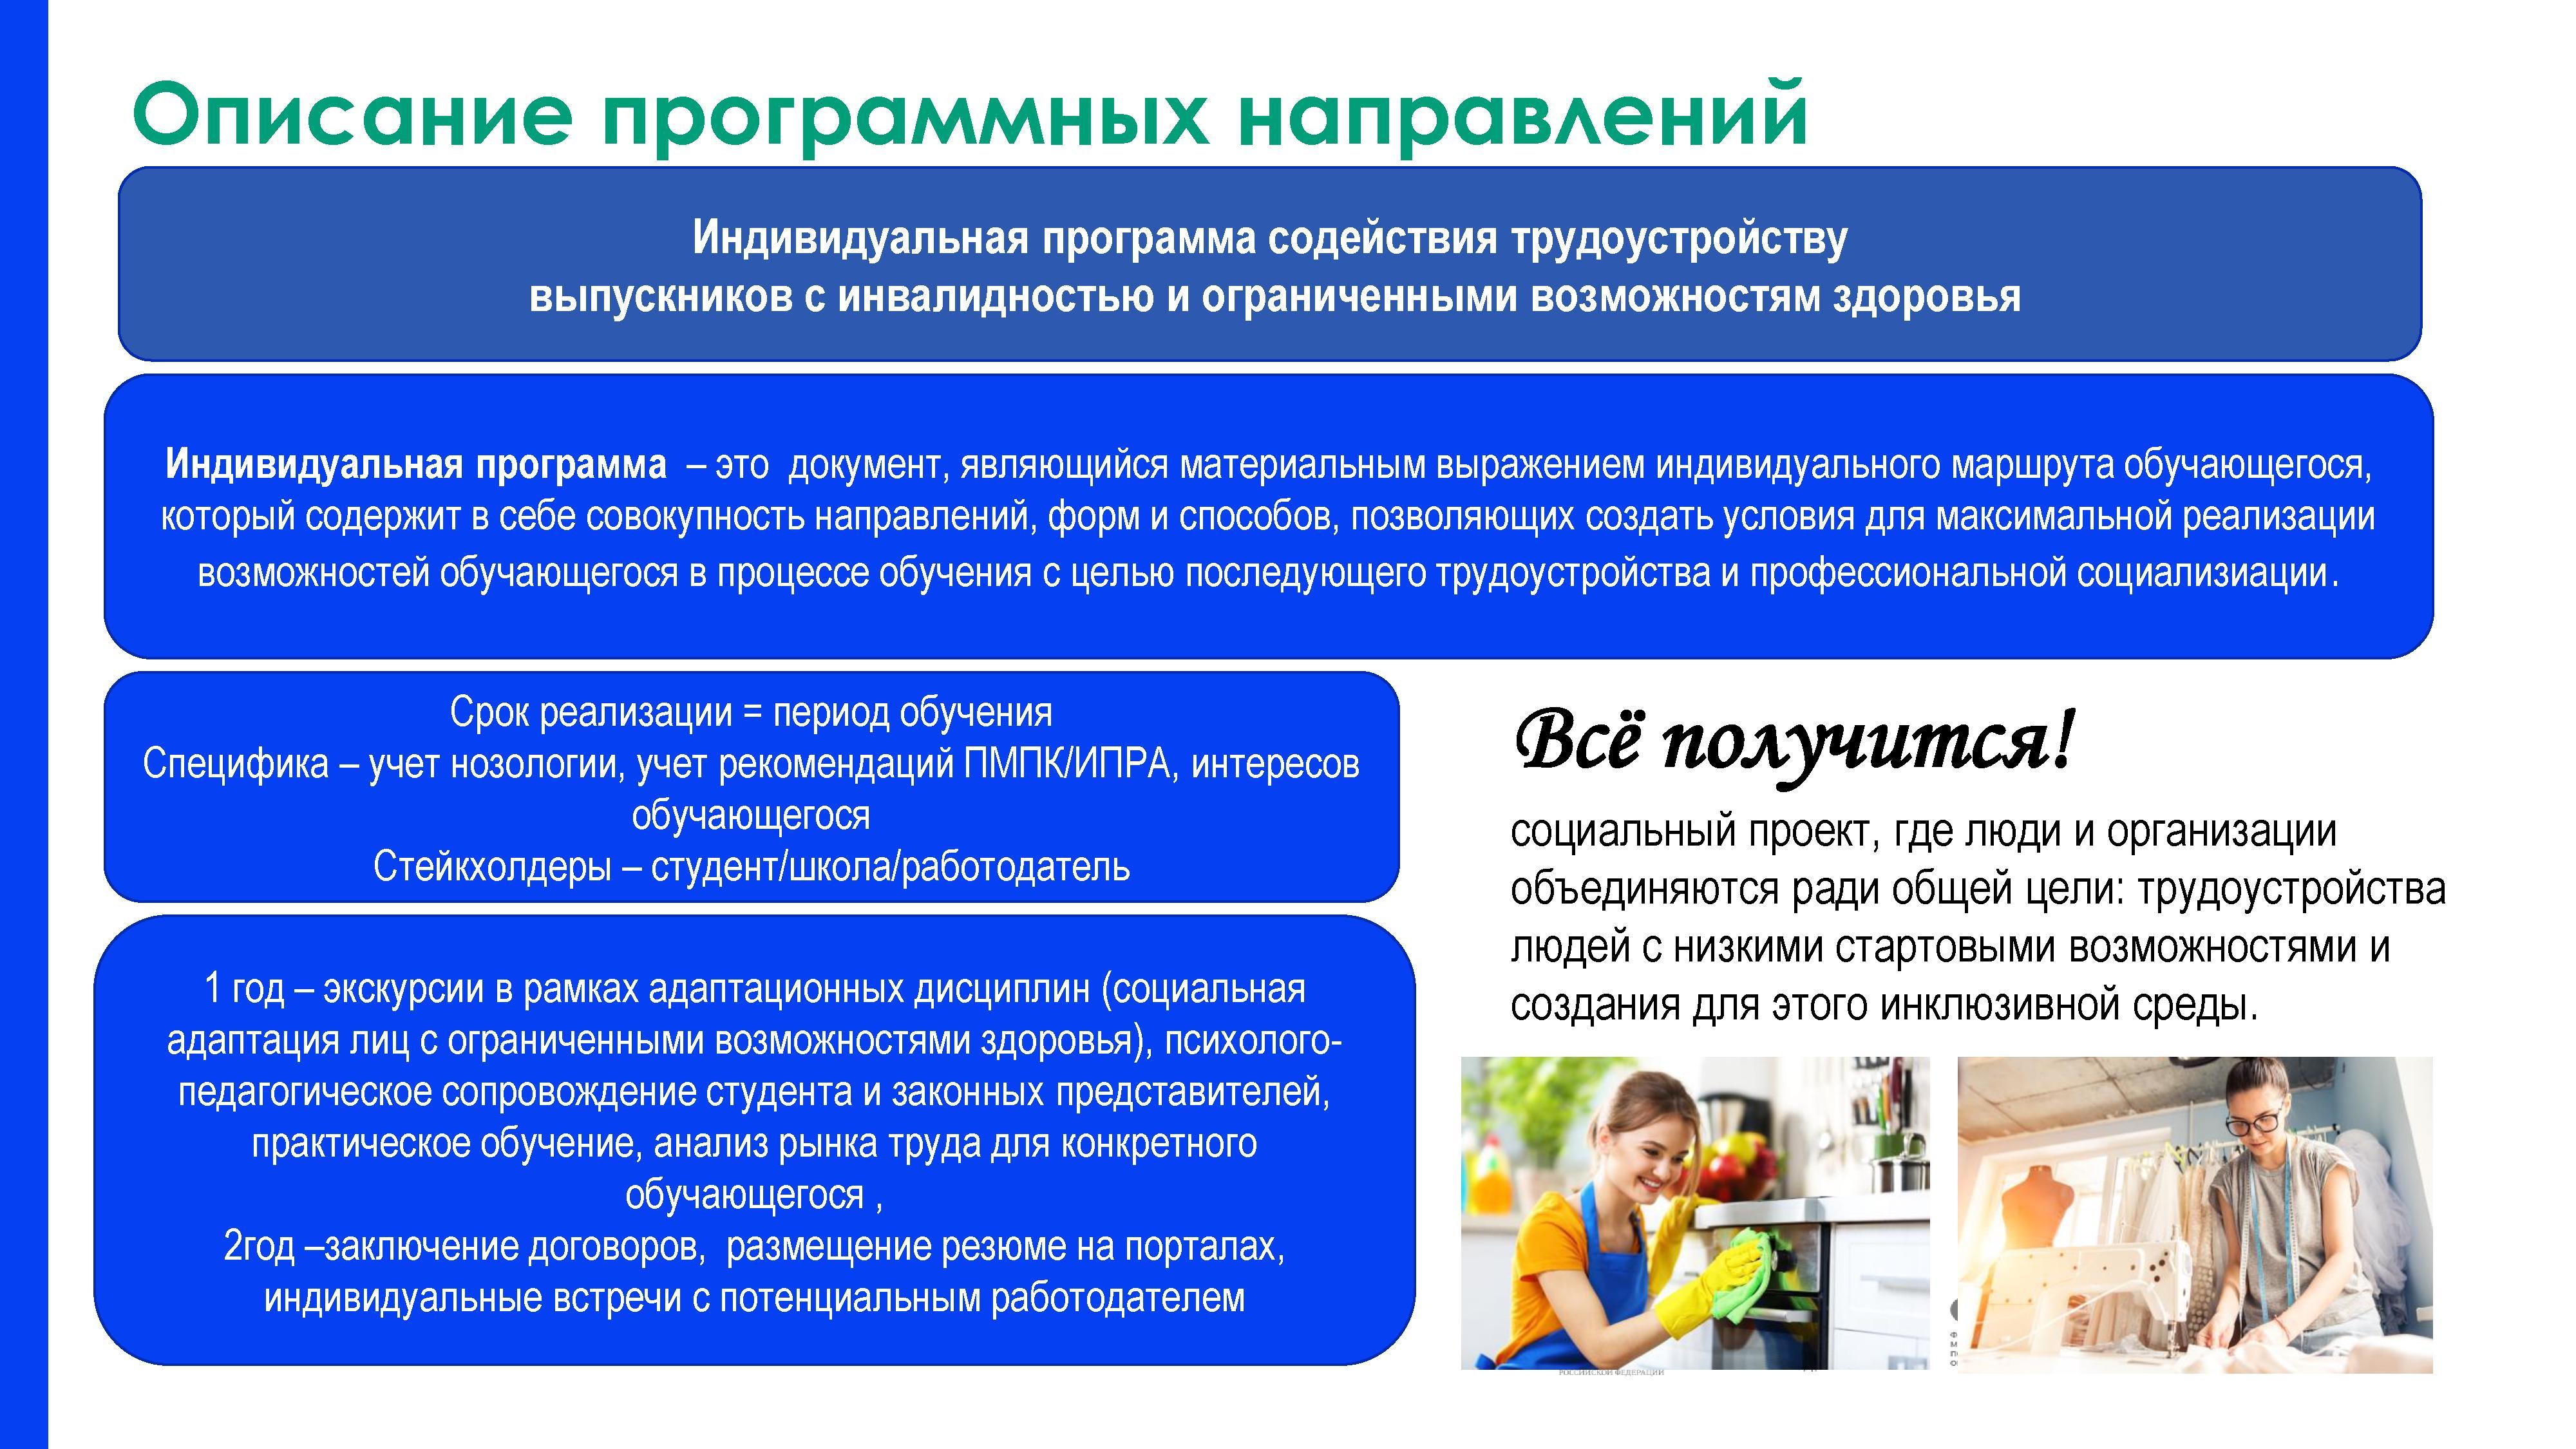 Описание программных направлений
Индивидуальная программа содействия трудоустройству
выпускников с инвалидностью и ограниченными возможностям здоровья
Индивидуальная программа – это документ, являющийся материальным выражением индивидуального маршрута обучающегося,
который содержит в себе совокупность направлений, форм и способов, позволяющих создать условия для максимальной реализации
возможностей обучающегося в процессе обучения с целью последующего трудоустройства и профессиональной социализиации.
Срок реализации = период обучения
Специфика – учет нозологии, учет рекомендаций ПМПК/ИПРА, интересов
обучающегося
Стейкхолдеры – студент/школа/работодатель
1 год – экскурсии в рамках адаптационных дисциплин (социальная
адаптация лиц с ограниченными возможностями здоровья), психолого-
педагогическое сопровождение студента и законных представителей,
практическое обучение, анализ рынка труда для конкретного
обучающегося ,
2год –заключение договоров, размещение резюме на порталах,
индивидуальные встречи с потенциальным работодателем
Всё получится!
социальный проект, где люди и организации
объединяются ради общей цели: трудоустройства
людей с низкими стартовыми возможностями и
создания для этого инклюзивной среды.
РОССИЙСКОЙ ФЕДЕРАЦИИ